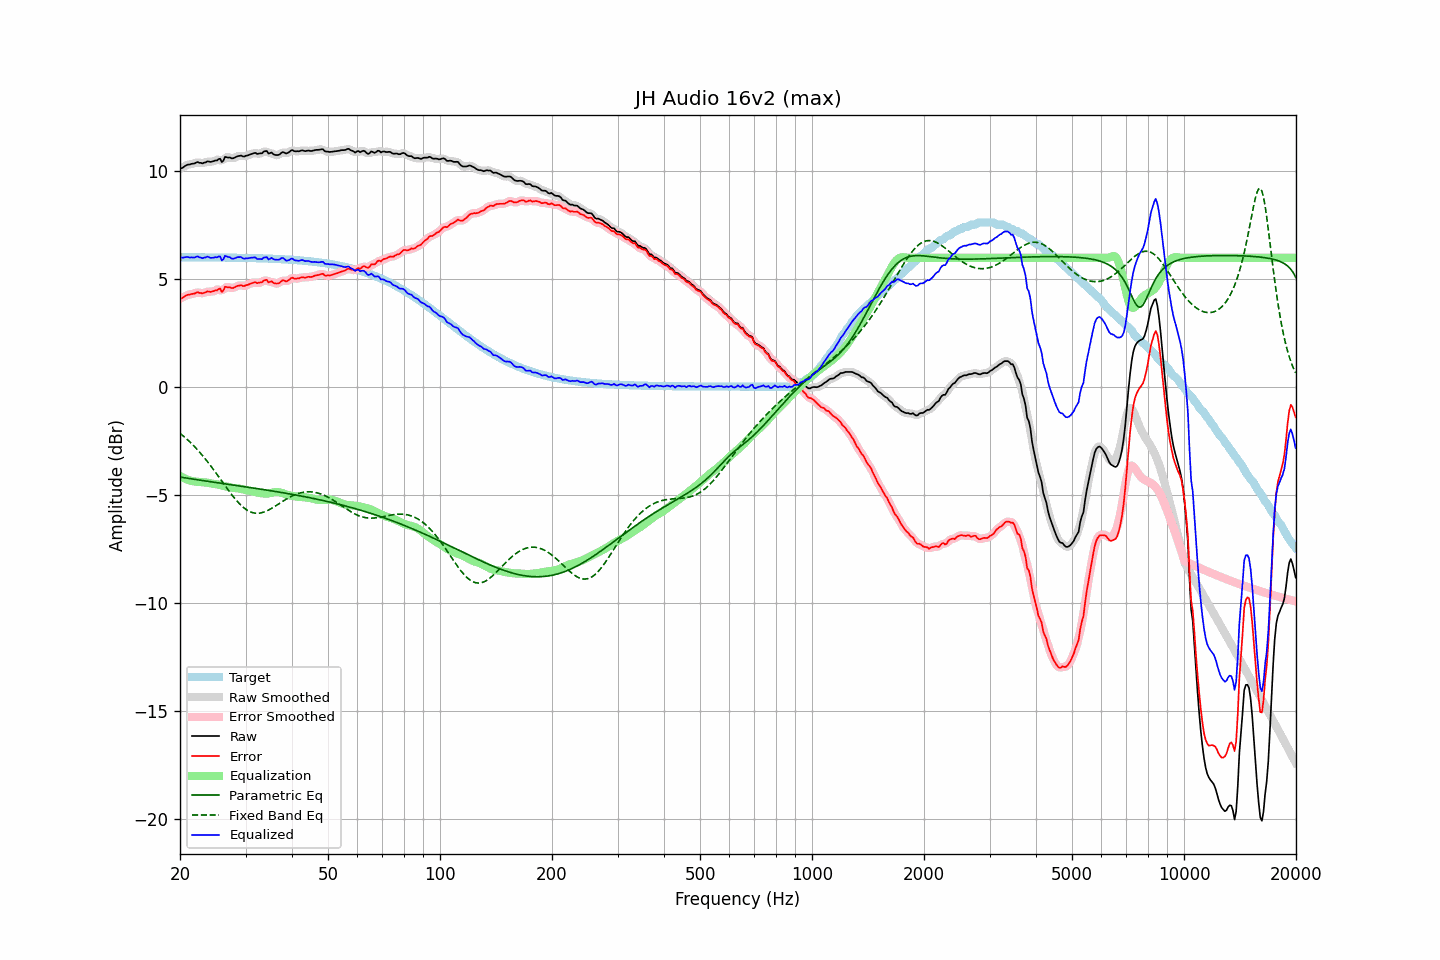 JH Audio 16v2 (max)
Amplitude (dBr)
10
5
0
−5
−10
−15
−20
Target
Raw Smoothed
Error Smoothed
Raw
Error
Equalization
Parametric Eq
Fixed Band Eq
Equalized
20 50 100 200 500 1000 2000 5000 10000 20000
Frequency (Hz)